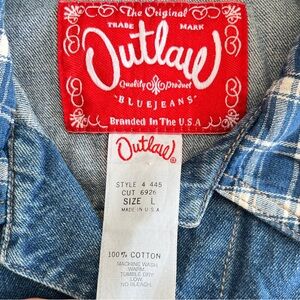 The Original
TRADE MARK
Outlaw
Quality Product
BLUEJEANS
Branded In The U.S.A
Outlaw®
STYLE 4 445
CUT 6926
SIZE L
MADE IN U.S.A.
100% COTTON
MACHINE WASH
WARM
TUMBLE DRY
LOW
NO BLEACH